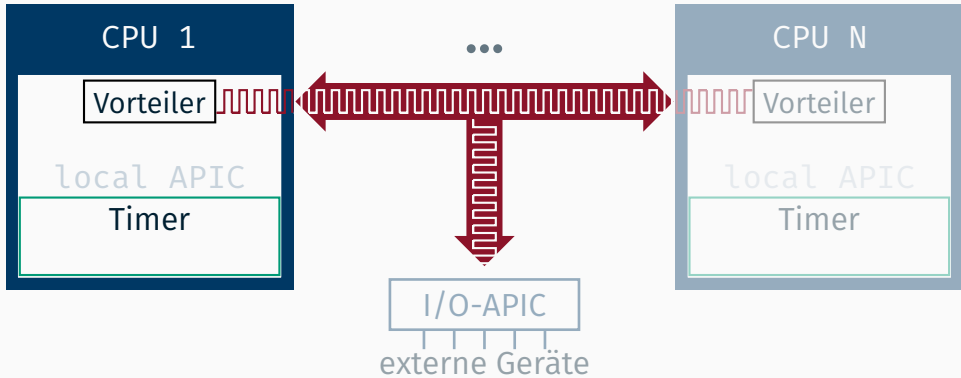 CPU 1
...
CPU N
Vorteiler
Vorteiler
local APIC
local APIC
Timer
Timer
I/O-APIC
externe Geräte